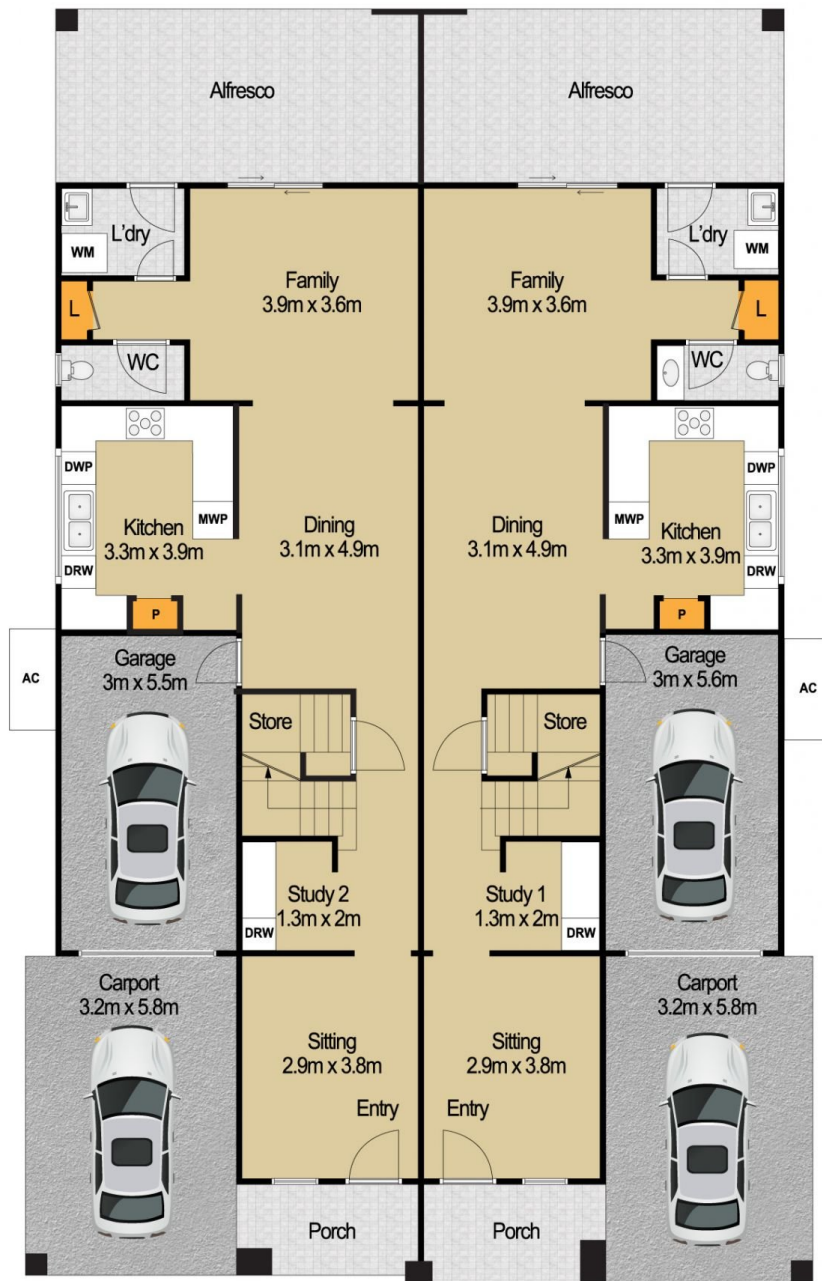 Alfresco
Alfresco
L'dry
WM
Family
3.9m x 3.6m
L
WC
Family
3.9m x 3.6m
L'dry
WM
L
WC
DWP
MWP
Kitchen
3.3m x 3.9m
DRW
P
Dining
3.1m x 4.9m
Dining
3.1m x 4.9m
DWP
MWP
Kitchen
3.3m x 3.9m
DRW
P
AC
Garage
3m x 5.5m
Store
Store
Garage
3m x 5.6m
AC
Study 2
1.3m x 2m
DRW
Study 1
1.3m x 2m
DRW
Carport
3.2m x 5.8m
Sitting
2.9m x 3.8m
Entry
Sitting
2.9m x 3.8m
Entry
Carport
3.2m x 5.8m
Porch
Porch